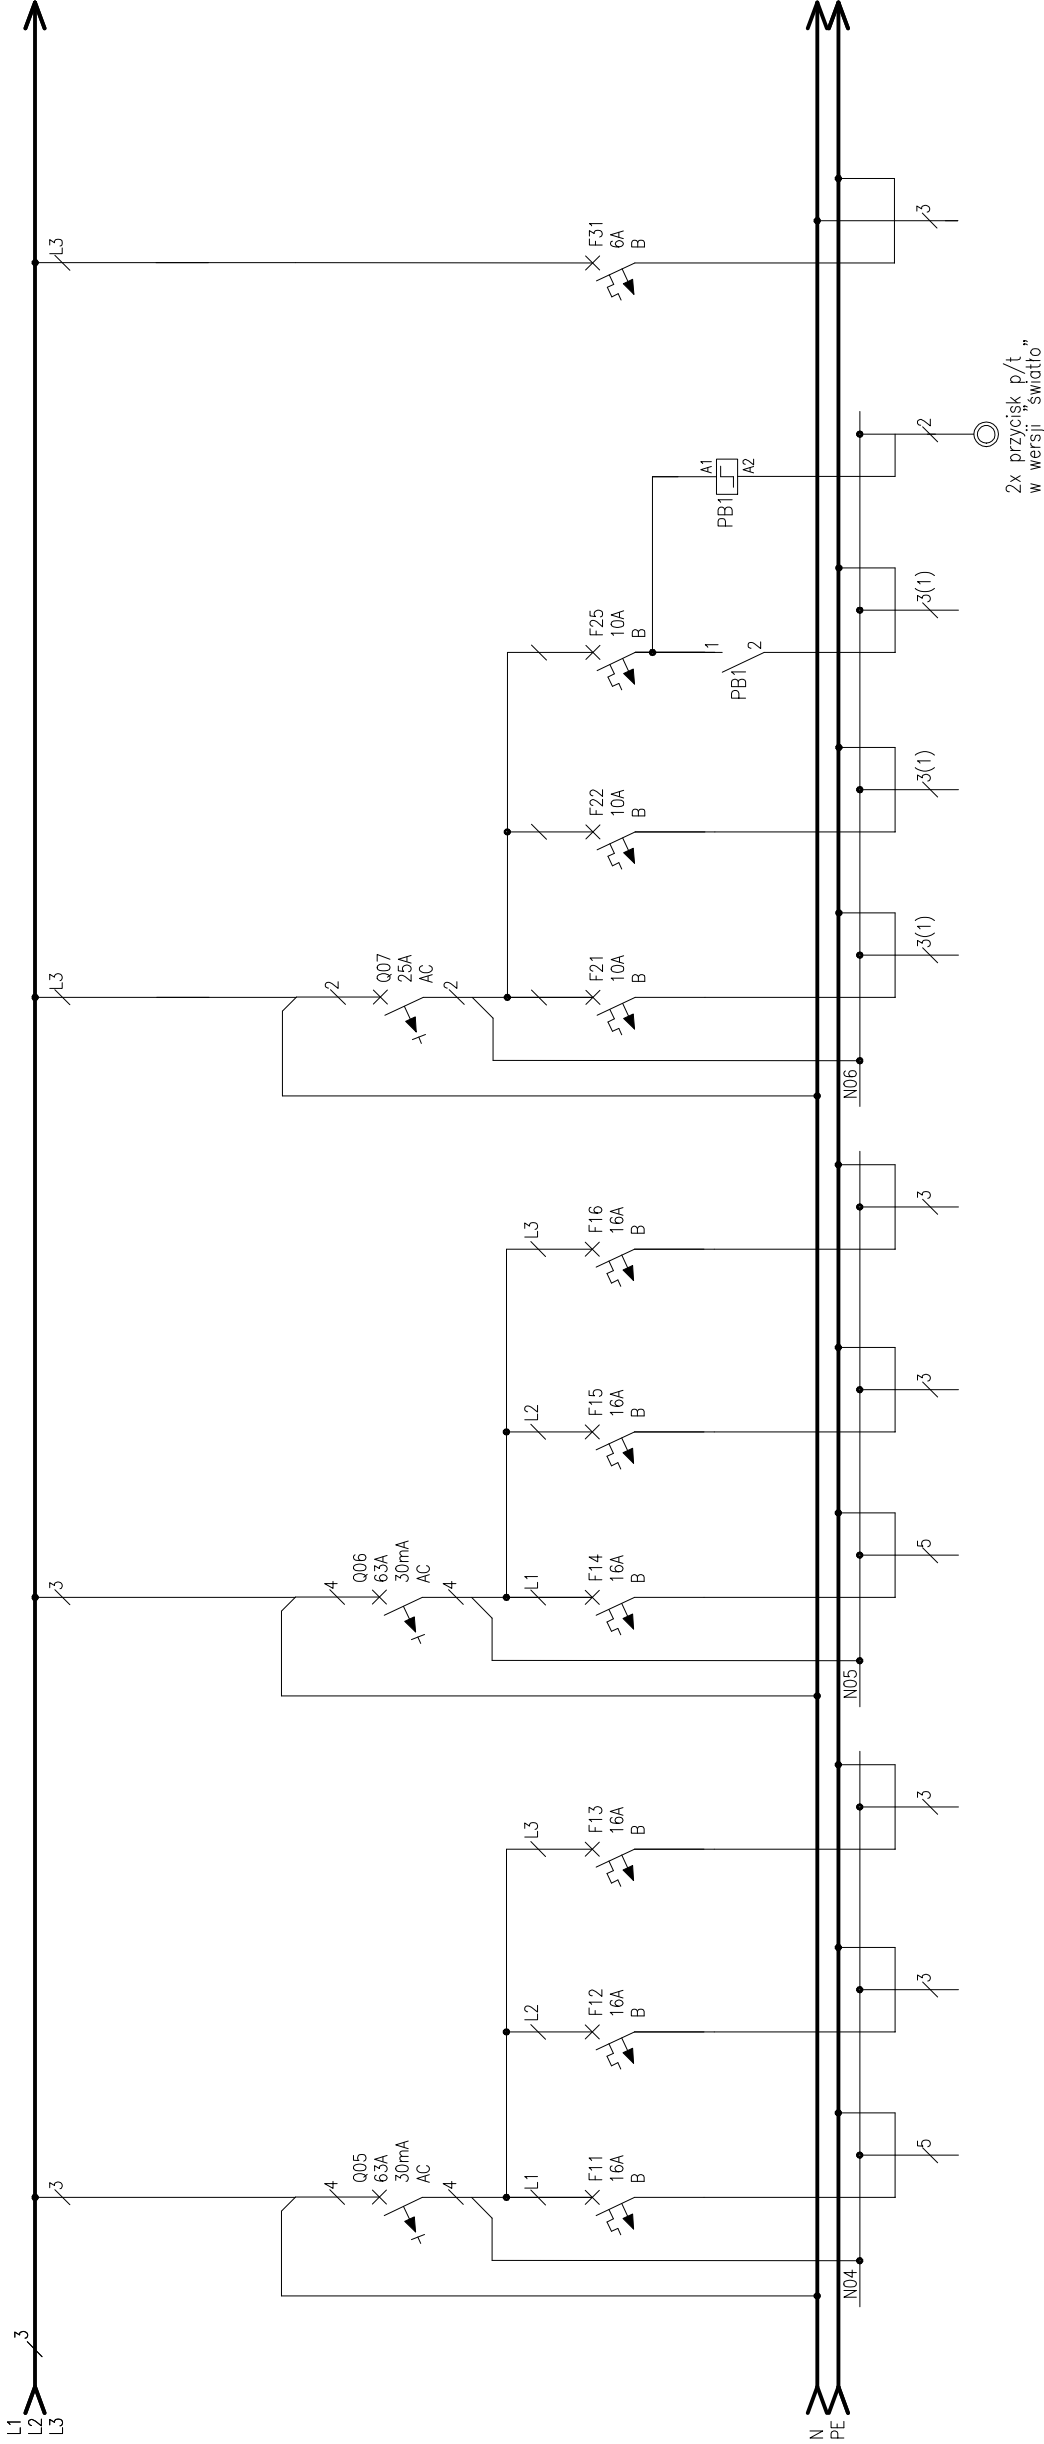 L1
L2
L3
3
N
PE
3
4
Q05
63A
30mA
AC
4
L1
F11
16A
B
L2
F12
16A
B
L3
F13
16A
B
N04
5
3
3
3
4
Q06
63A
30mA
AC
4
L1
F14
16A
B
L2
F15
16A
B
L3
F16
16A
B
N05
5
3
3
L3
2
Q07
25A
AC
2
F21
10A
B
F22
10A
B
F25
10A
B
PB1
1
2
PB1
A1
A2
N06
3(1)
3(1)
3(1)
2
2x przycisk p/t
w wersji "światło"
L3
F31
6A
B
3